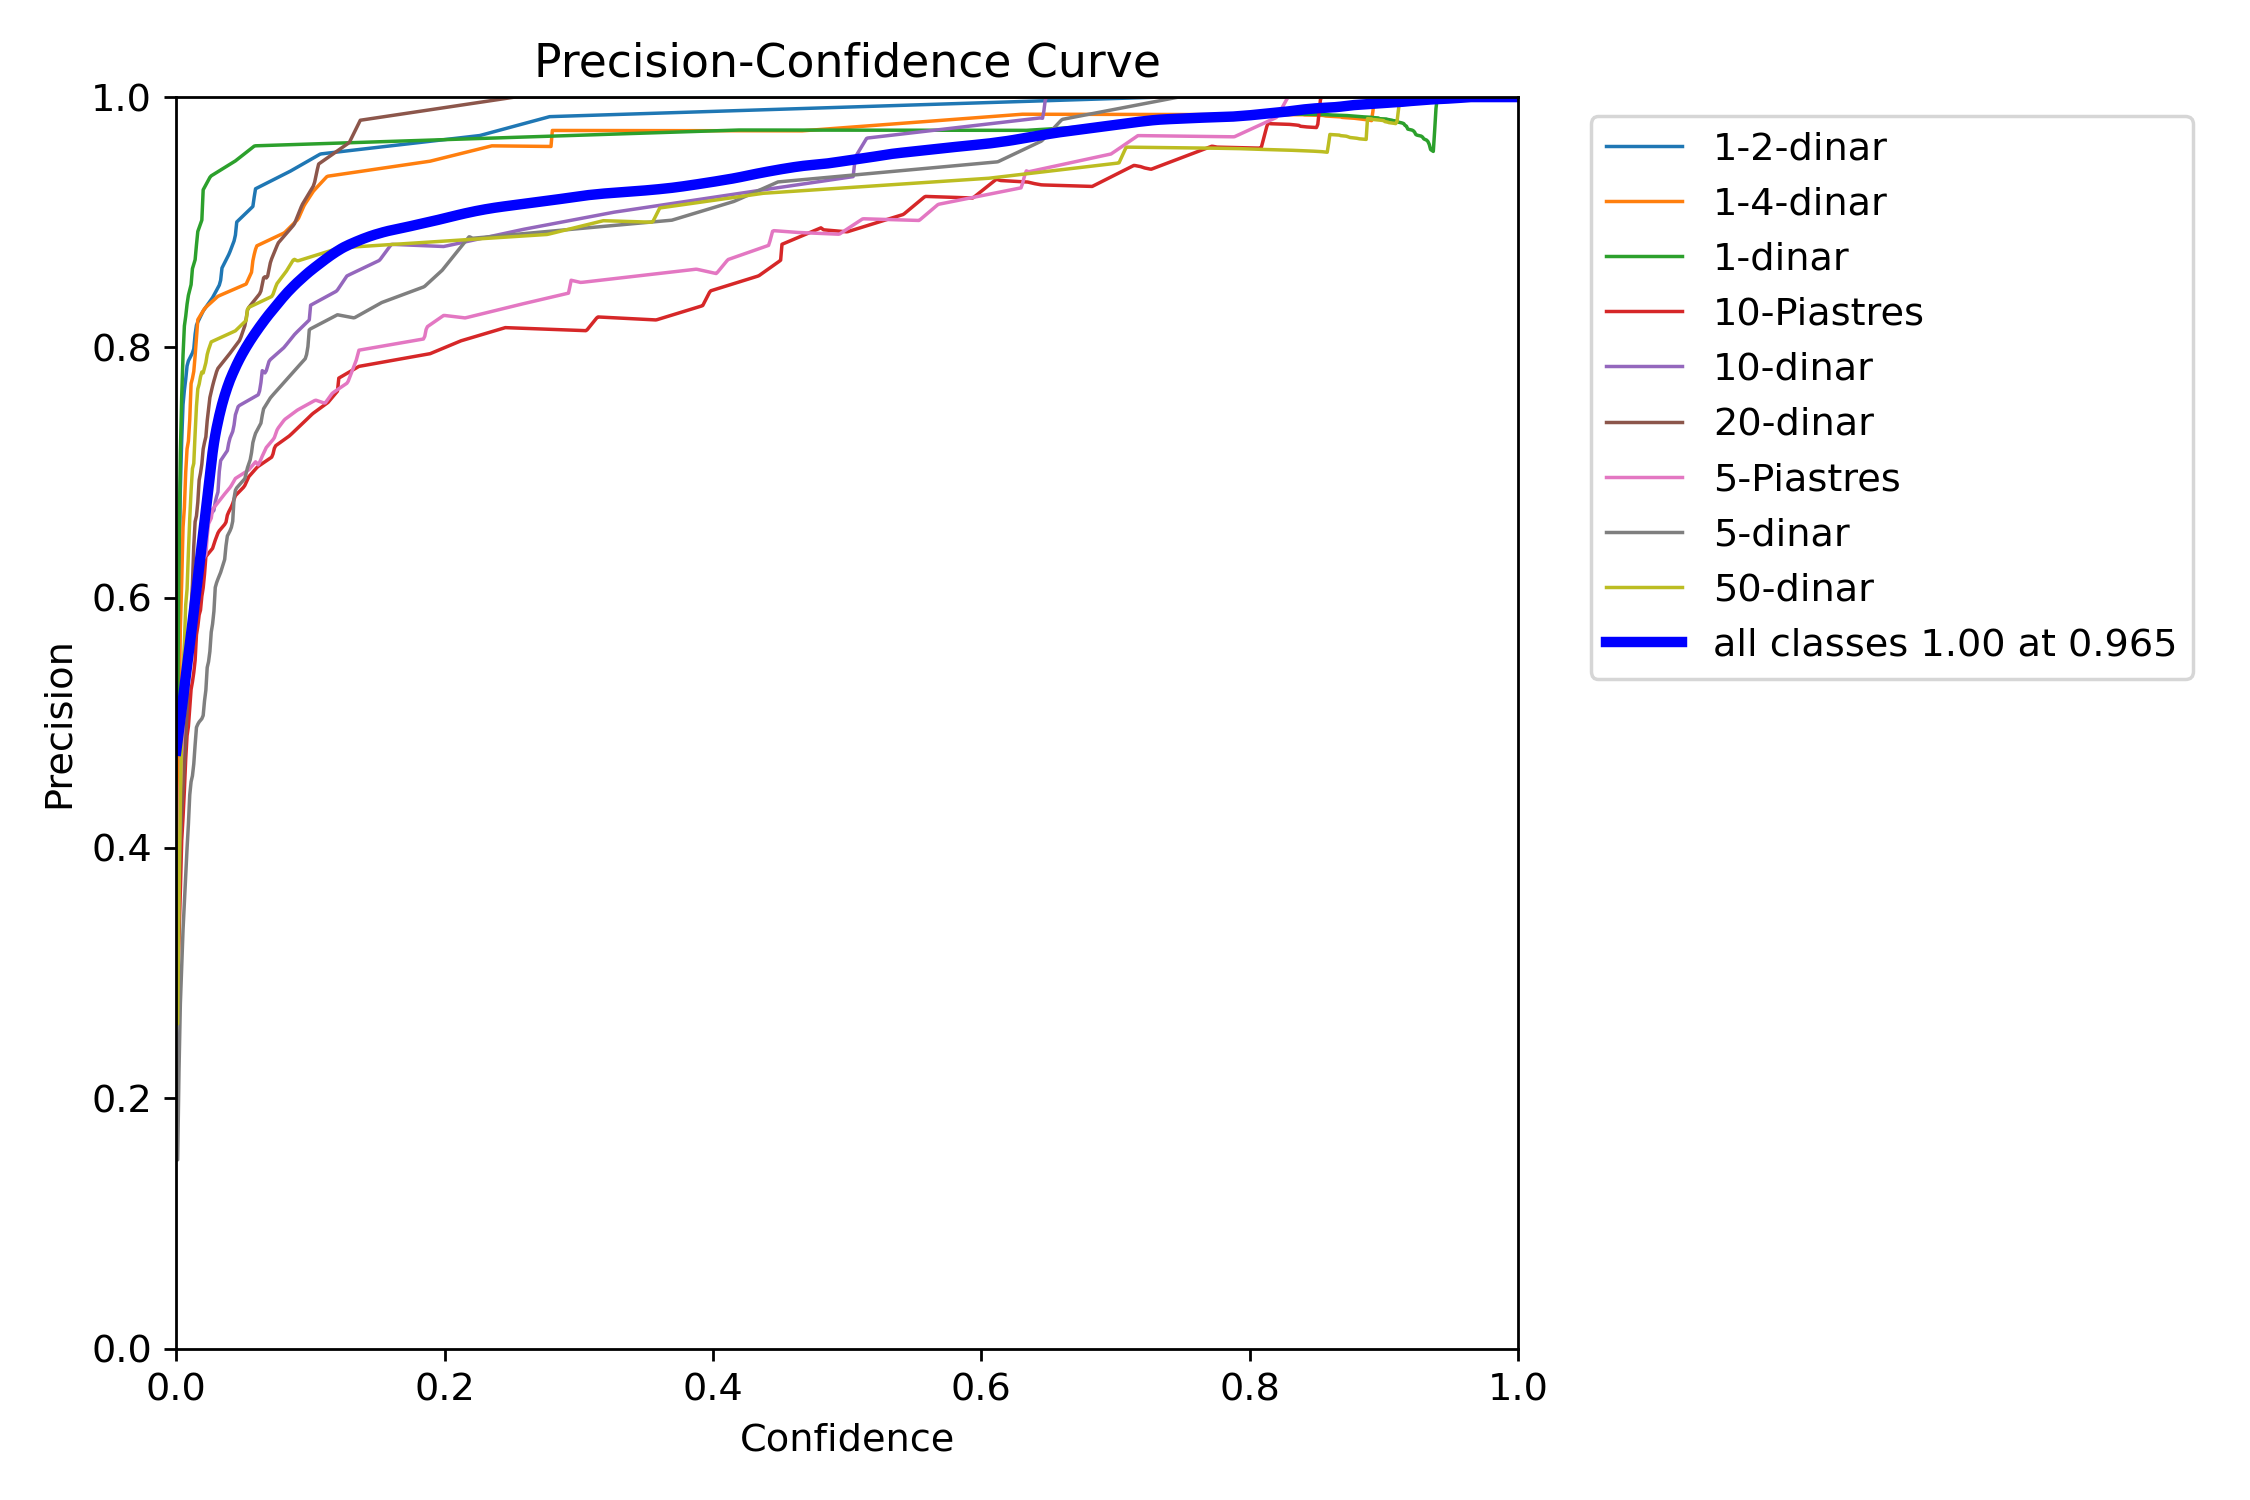 Precision-Confidence Curve
1.0
0.8
0.6
0.4
0.2
0.0
Precision
0.0 0.2 0.4 0.6 0.8 1.0
Confidence
1-2-dinar
1-4-dinar
1-dinar
10-Piastres
10-dinar
20-dinar
5-Piastres
5-dinar
50-dinar
all classes 1.00 at 0.965